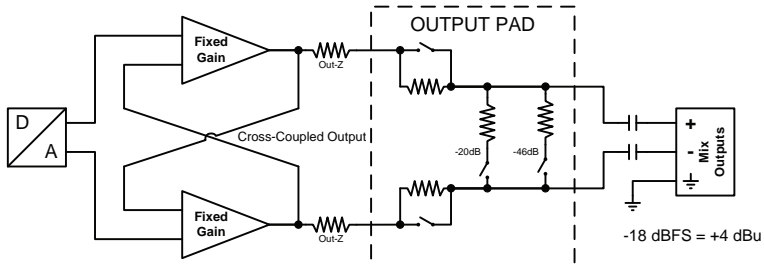 OUTPUT PAD
Fixed
Gain
Out-Z
D
A
Cross-Coupled Output
-20dB
-46dB
+
-
Mix
Outputs
Fixed
Gain
Out-Z
-18 dBFS = +4 dBu